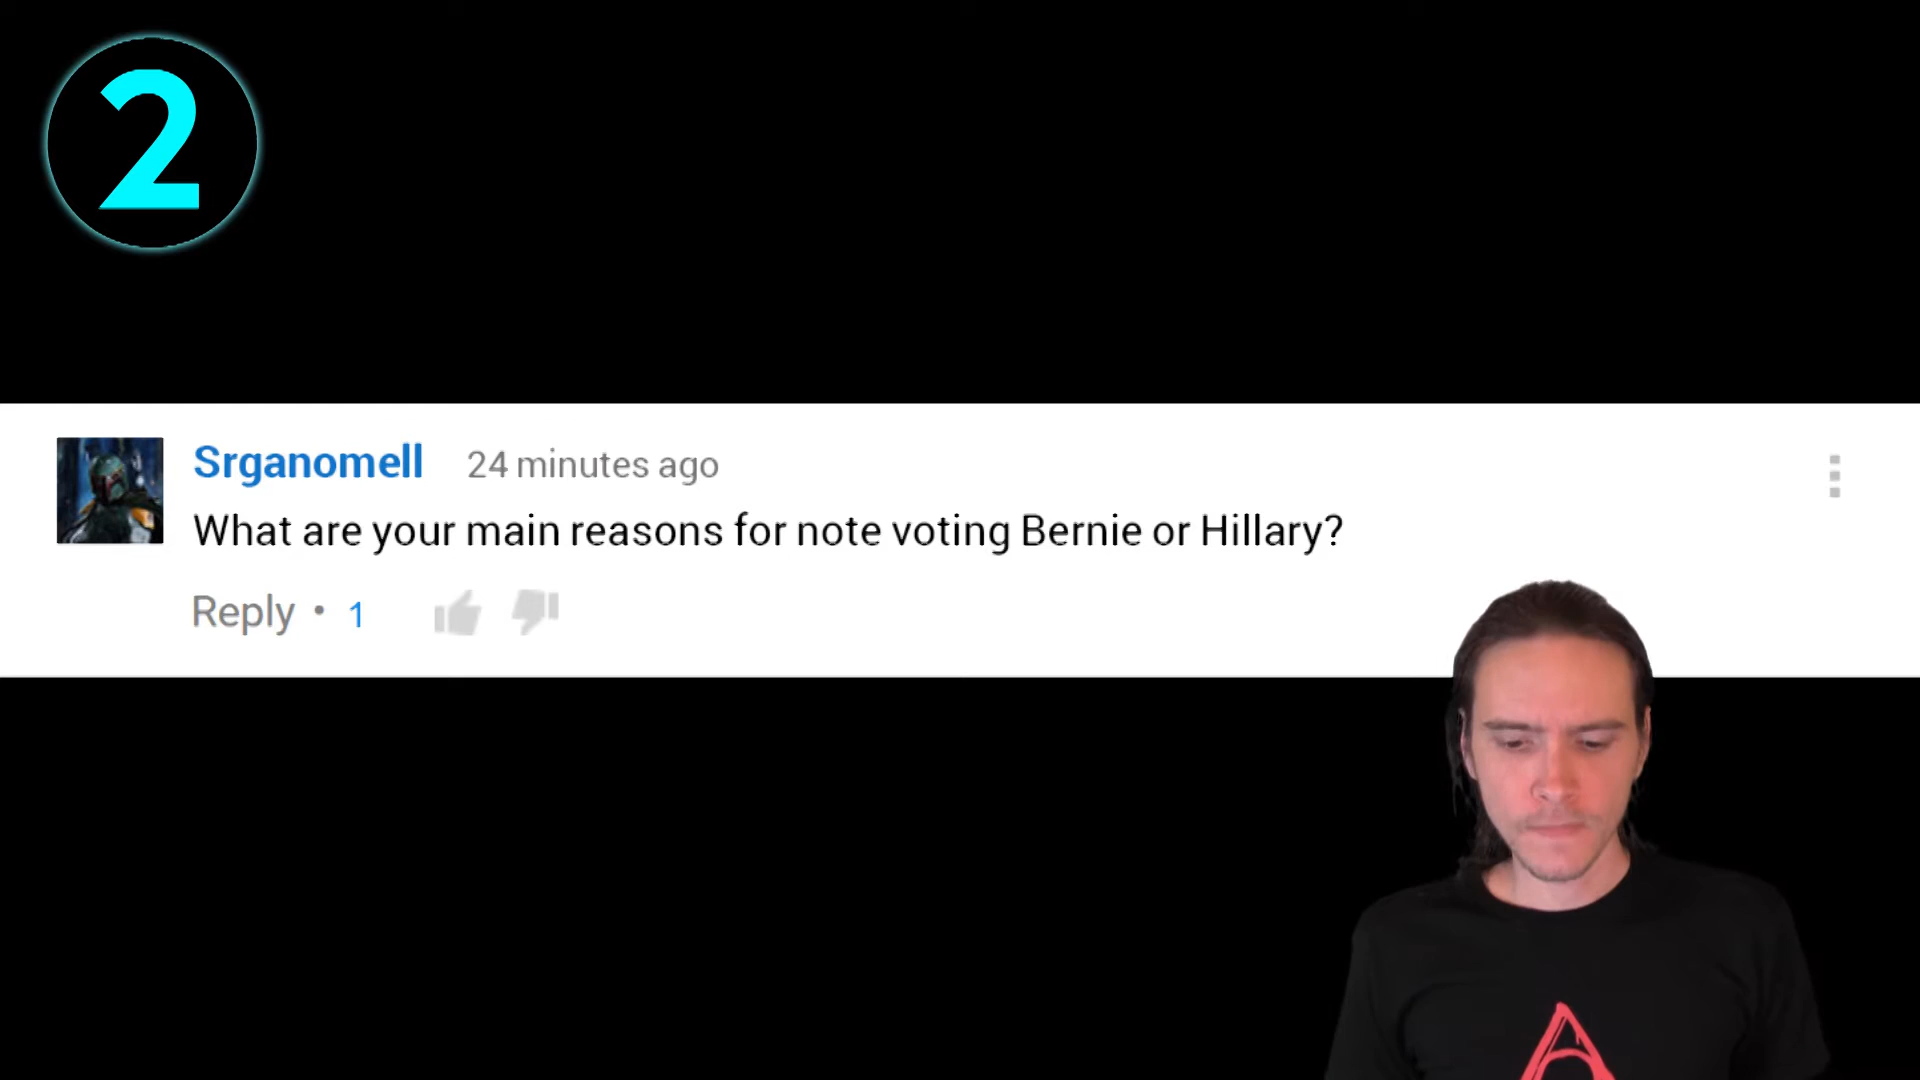 2
Srganomell 24 minutes ago
What are your main reasons for note voting Bernie or Hillary?
Reply • 1